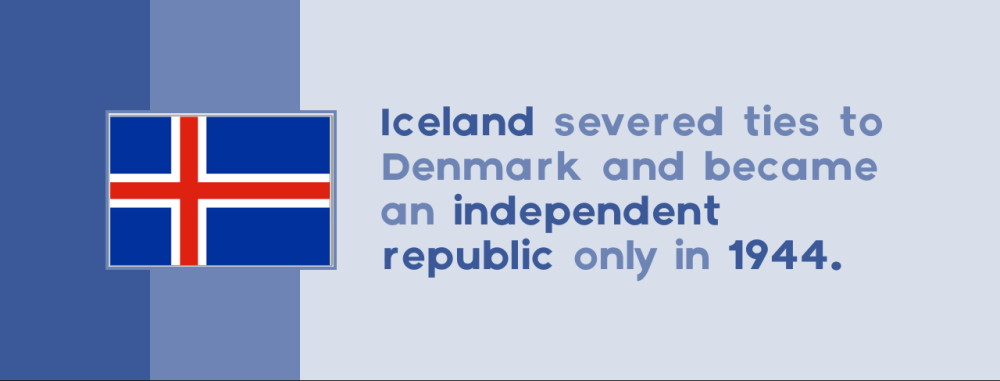 Iceland severed ties to
Denmark and became
an independent
republic only in 1944.